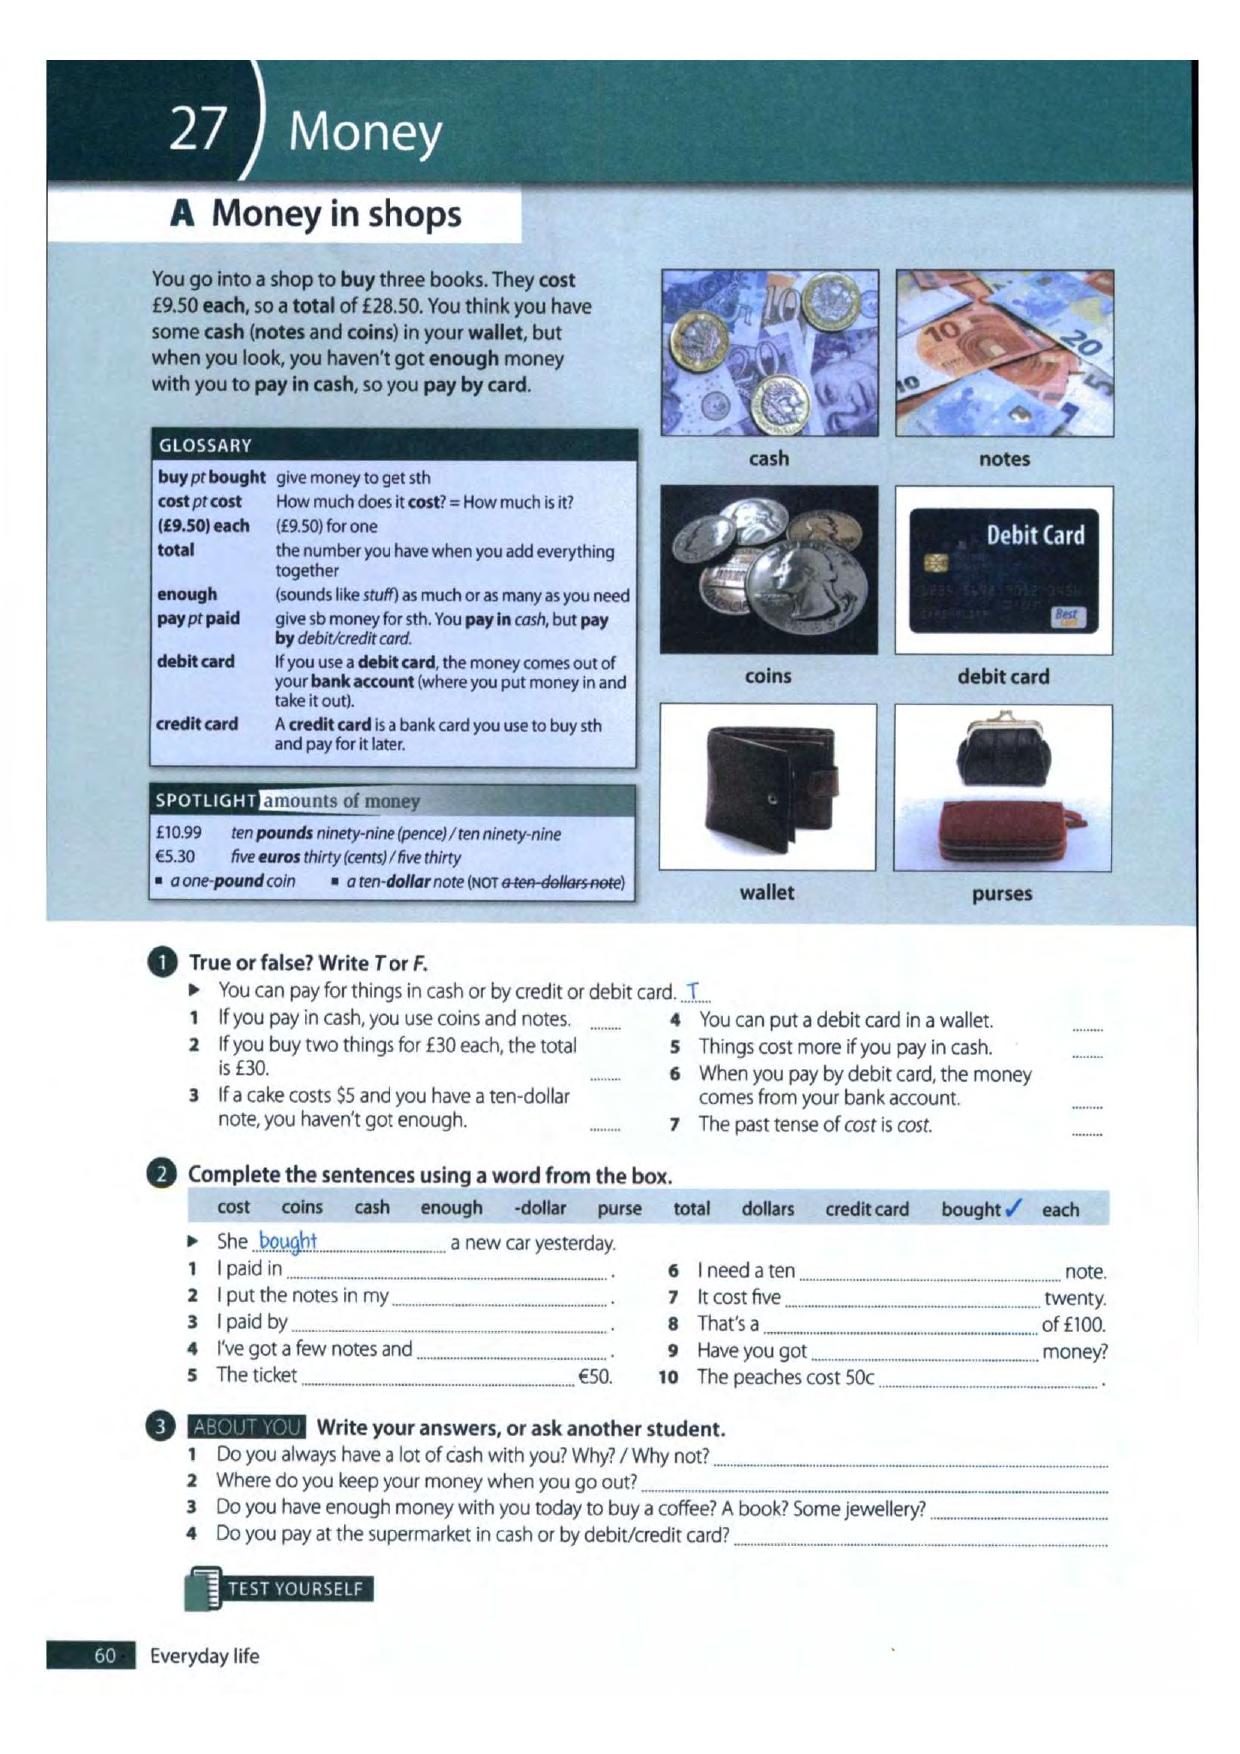 27 Money
A Money in shops
You go into a shop to buy three books. They cost
£9.50 each, so a total of £28.50. You think you have
some cash (notes and coins) in your wallet, but
when you look, you haven't got enough money
with you to pay in cash, so you pay by card.
GLOSSARY
buy pt bought give money to get sth
cost pt cost How much does it cost? = How much is it?
(£9.50) each (£9.50) for one
total the number you have when you add everything
together
enough (sounds like stuff) as much or as many as you need
pay pt paid give sb money for sth. You pay in cash, but pay
by debit/credit card.
debit card If you use a debit card, the money comes out of
your bank account (where you put money in and
take it out).
credit card A credit card is a bank card you use to buy sth
and pay for it later.
SPOTLIGHT amounts of money
£10.99 ten pounds ninety-nine (pence) / ten ninety-nine
€5.30 five euros thirty (cents) / five thirty
▪ a one-pound coin ▪ a ten-dollar note (NOT a ten-dollars note)
10
20
10
20
10
5
cash
notes
Debit Card
Best
coins
debit card
wallet
purses
1 True or false? Write T or F.
► You can pay for things in cash or by credit or debit card. T
1 If you pay in cash, you use coins and notes. ........
2 If you buy two things for £30 each, the total
is £30. ........
3 If a cake costs $5 and you have a ten-dollar
note, you haven't got enough. ........
4 You can put a debit card in a wallet. ........
5 Things cost more if you pay in cash. ........
6 When you pay by debit card, the money
comes from your bank account. ........
7 The past tense of cost is cost. ........
2 Complete the sentences using a word from the box.
cost coins cash enough -dollar purse total dollars credit card bought ✓ each
► She bought ........ a new car yesterday.
1 I paid in ........ .
2 I put the notes in my ........ .
3 I paid by ........ .
4 I've got a few notes and ........ .
5 The ticket ........ €50.
6 I need a ten ........ note.
7 It cost five ........ twenty.
8 That's a ........ of £100.
9 Have you got ........ money?
10 The peaches cost 50c ........ .
3 ABOUT YOU Write your answers, or ask another student.
1 Do you always have a lot of cash with you? Why? / Why not? ........
2 Where do you keep your money when you go out? ........
3 Do you have enough money with you today to buy a coffee? A book? Some jewellery? ........
4 Do you pay at the supermarket in cash or by debit/credit card? ........
TEST YOURSELF
60 Everyday life